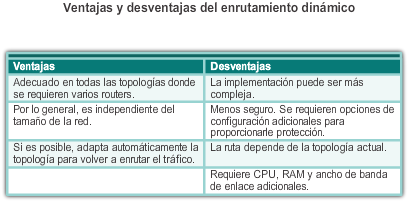 Ventajas y desventajas del enrutamiento dinámico
Ventajas
Desventajas
Adecuado en todas las topologías donde
se requieren varios routers.
La implementación puede ser más
compleja.
Por lo general, es independiente del
tamaño de la red.
Menos seguro. Se requieren opciones de
configuración adicionales para
proporcionarle protección.
Si es posible, adapta automáticamente la
topología para volver a enrutar el tráfico.
La ruta depende de la topología actual.
Requiere CPU, RAM y ancho de banda
de enlace adicionales.